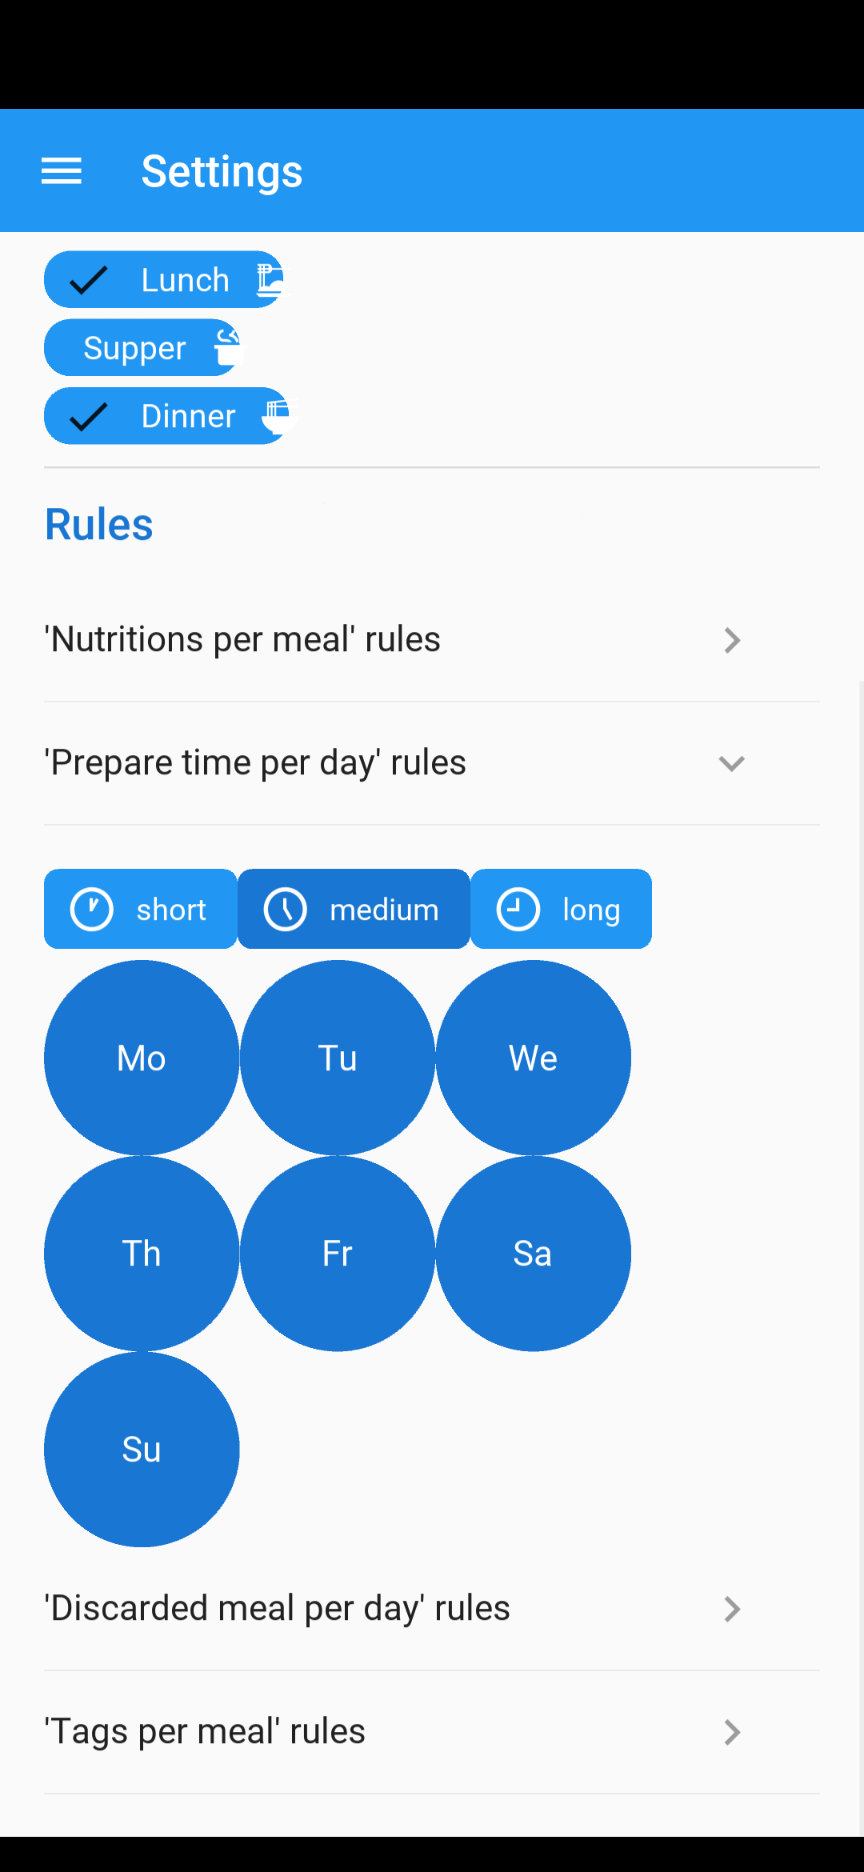 Settings
Lunch
Supper
Dinner
Rules
'Nutritions per meal' rules
'Prepare time per day' rules
short medium long
Mo Tu We
Th Fr Sa
Su
'Discarded meal per day' rules
'Tags per meal' rules